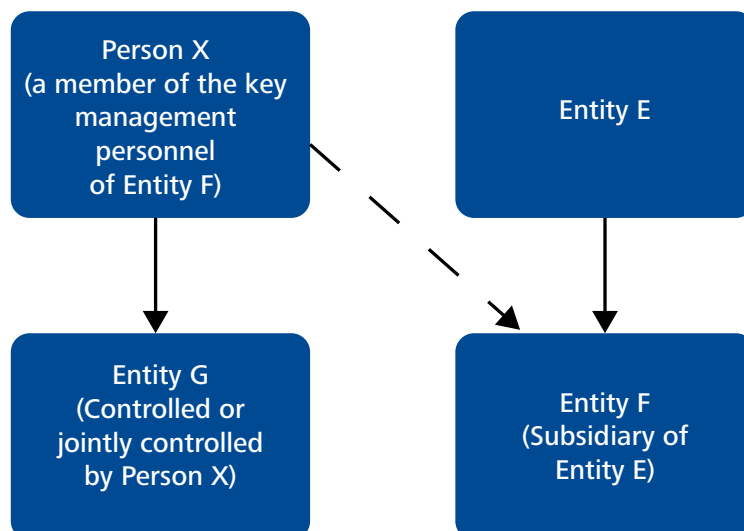 Person X
(a member of the key
management
personnel
of Entity F)
Entity E
Entity G
(Controlled or
jointly controlled
by Person X)
Entity F
(Subsidiary of
Entity E)